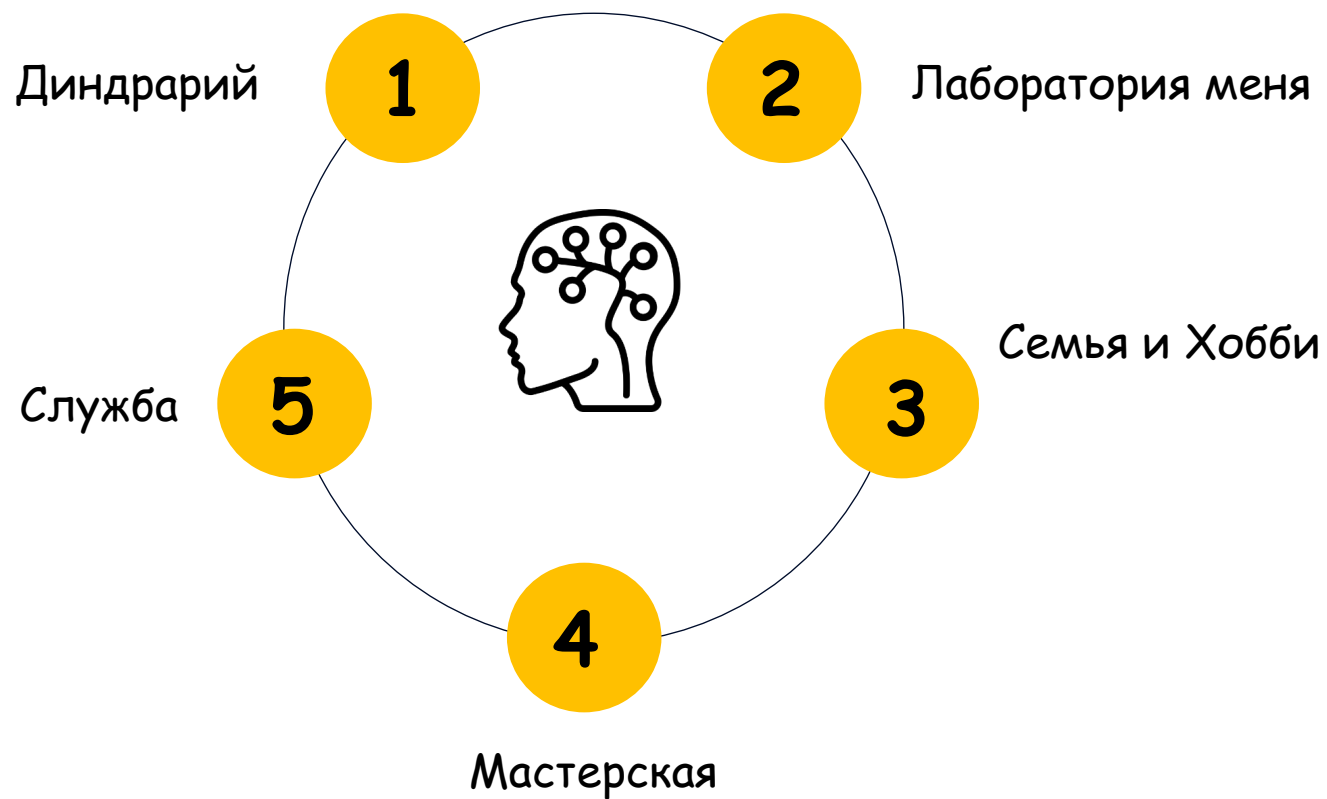 Диндрарий
1
2
Лаборатория меня
Семья и Хобби
3
Служба
5
4
Мастерская